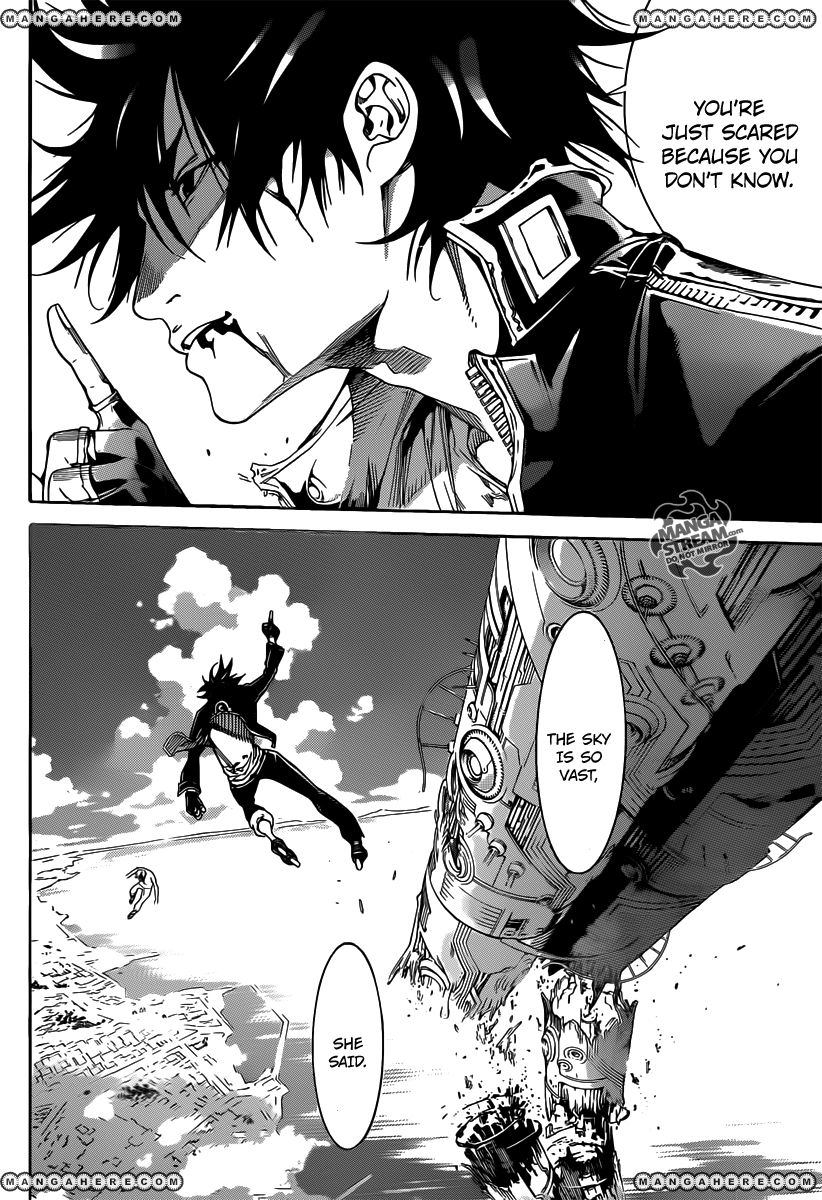 MANGAHERE.COM
MANGAHERE.COM
YOU'RE
JUST SCARED
BECAUSE YOU
DON'T KNOW.
MANGA
STREAM.com
DO NOT MIRROR
THE SKY
IS SO
VAST,
SHE
SAID.
MANGAHERE.COM
MANGAHERE.COM